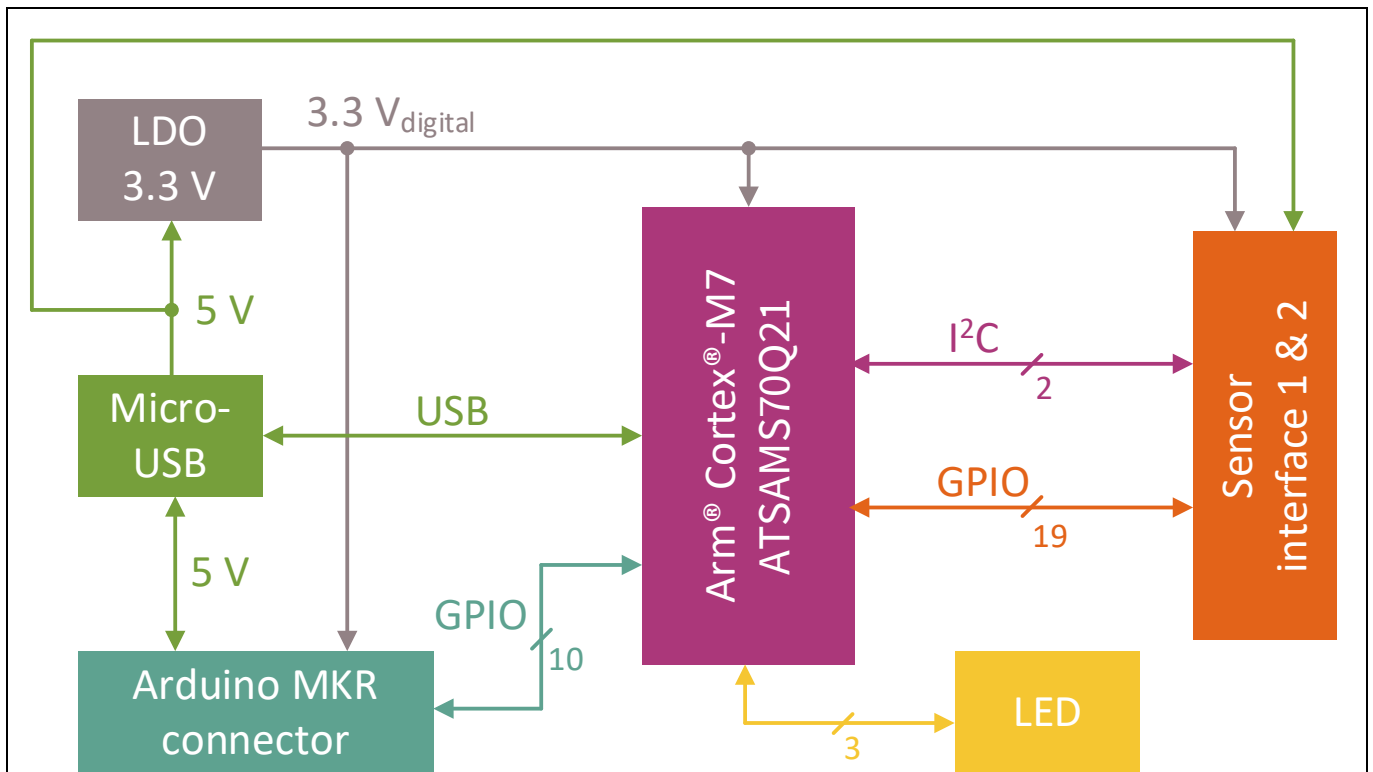 LDO
3.3 V
3.3 Vdigital
5 V
Micro-
USB
USB
5 V
Arduino MKR
connector
GPIO
10
Arm® Cortex®-M7
ATSAMS70Q21
I²C
2
GPIO
19
Sensor
interface 1 & 2
LED
3